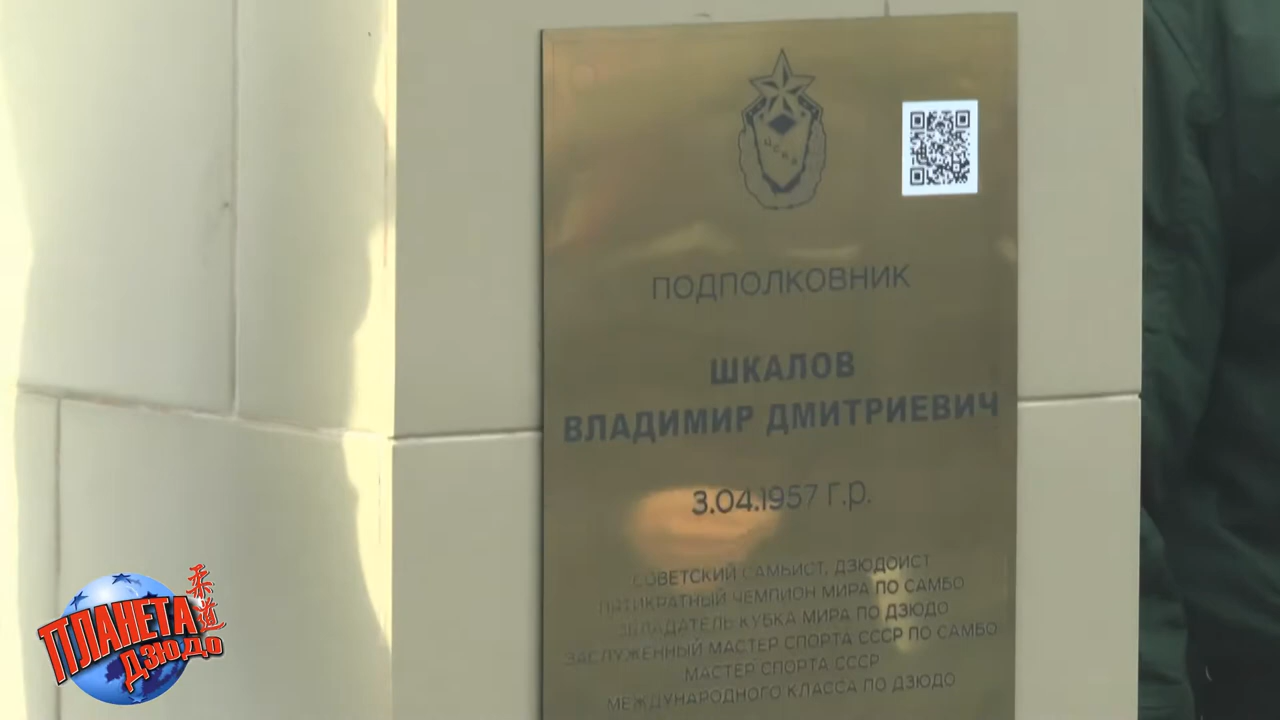 ЦСКА
ПОДПОЛКОВНИК
ШКАЛОВ
ВЛАДИМИР ДМИТРИЕВИЧ
3.04.1957 г.р.
СОВЕТСКИЙ САМБИСТ, ДЗЮДОИСТ
ПЯТИКРАТНЫЙ ЧЕМПИОН МИРА ПО САМБО
ОБЛАДАТЕЛЬ КУБКА МИРА ПО ДЗЮДО
ЗАСЛУЖЕННЫЙ МАСТЕР СПОРТА СССР ПО САМБО
МАСТЕР СПОРТА СССР
МЕЖДУНАРОДНОГО КЛАССА ПО ДЗЮДО
ПЛАНЕТА
ДЗЮДО
柔道